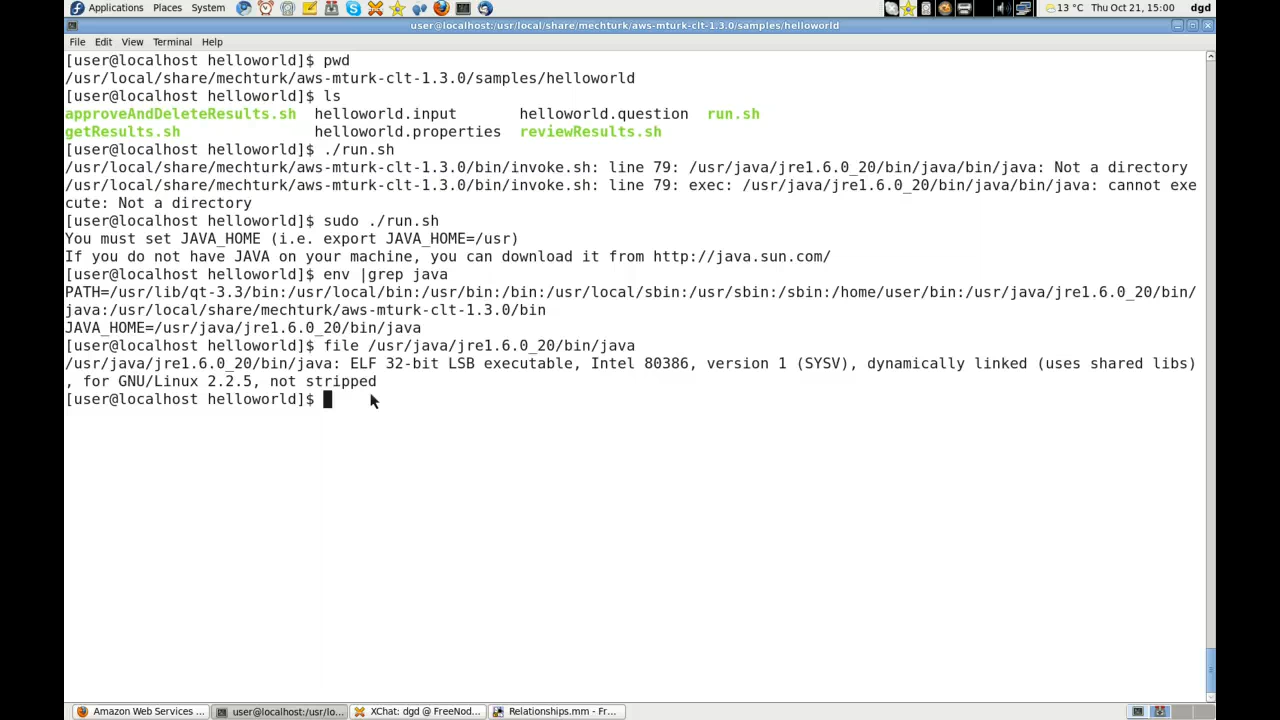 Applications Places System
13 °C Thu Oct 21, 15:00 dgd
user@localhost:/usr/local/share/mechturk/aws-mturk-clt-1.3.0/samples/helloworld
File Edit View Terminal Help
[user@localhost helloworld]$ pwd
/usr/local/share/mechturk/aws-mturk-clt-1.3.0/samples/helloworld
[user@localhost helloworld]$ ls
approveAndDeleteResults.sh helloworld.input helloworld.question run.sh
getResults.sh helloworld.properties reviewResults.sh
[user@localhost helloworld]$ ./run.sh
/usr/local/share/mechturk/aws-mturk-clt-1.3.0/bin/invoke.sh: line 79: /usr/java/jre1.6.0_20/bin/java/bin/java: Not a directory
/usr/local/share/mechturk/aws-mturk-clt-1.3.0/bin/invoke.sh: line 79: exec: /usr/java/jre1.6.0_20/bin/java/bin/java: cannot exe
cute: Not a directory
[user@localhost helloworld]$ sudo ./run.sh
You must set JAVA_HOME (i.e. export JAVA_HOME=/usr)
If you do not have JAVA on your machine, you can download it from http://java.sun.com/
[user@localhost helloworld]$ env |grep java
PATH=/usr/lib/qt-3.3/bin:/usr/local/bin:/usr/bin:/bin:/usr/local/sbin:/usr/sbin:/sbin:/home/user/bin:/usr/java/jre1.6.0_20/bin/
java:/usr/local/share/mechturk/aws-mturk-clt-1.3.0/bin
JAVA_HOME=/usr/java/jre1.6.0_20/bin/java
[user@localhost helloworld]$ file /usr/java/jre1.6.0_20/bin/java
/usr/java/jre1.6.0_20/bin/java: ELF 32-bit LSB executable, Intel 80386, version 1 (SYSV), dynamically linked (uses shared libs)
, for GNU/Linux 2.2.5, not stripped
[user@localhost helloworld]$
Amazon Web Services ... user@localhost:/usr/lo... XChat: dgd @ FreeNod... Relationships.mm - Fr...